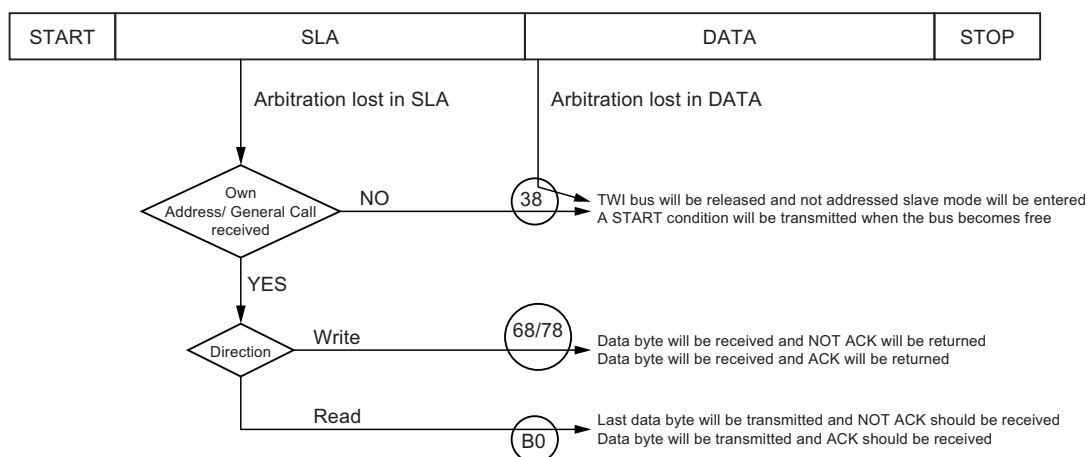 START
SLA
DATA
STOP
Arbitration lost in SLA
Arbitration lost in DATA
Own
Address/ General Call
received
NO
38
TWI bus will be released and not addressed slave mode will be entered
A START condition will be transmitted when the bus becomes free
YES
Direction
Write
68/78
Data byte will be received and NOT ACK will be returned
Data byte will be received and ACK will be returned
Read
B0
Last data byte will be transmitted and NOT ACK should be received
Data byte will be transmitted and ACK should be received